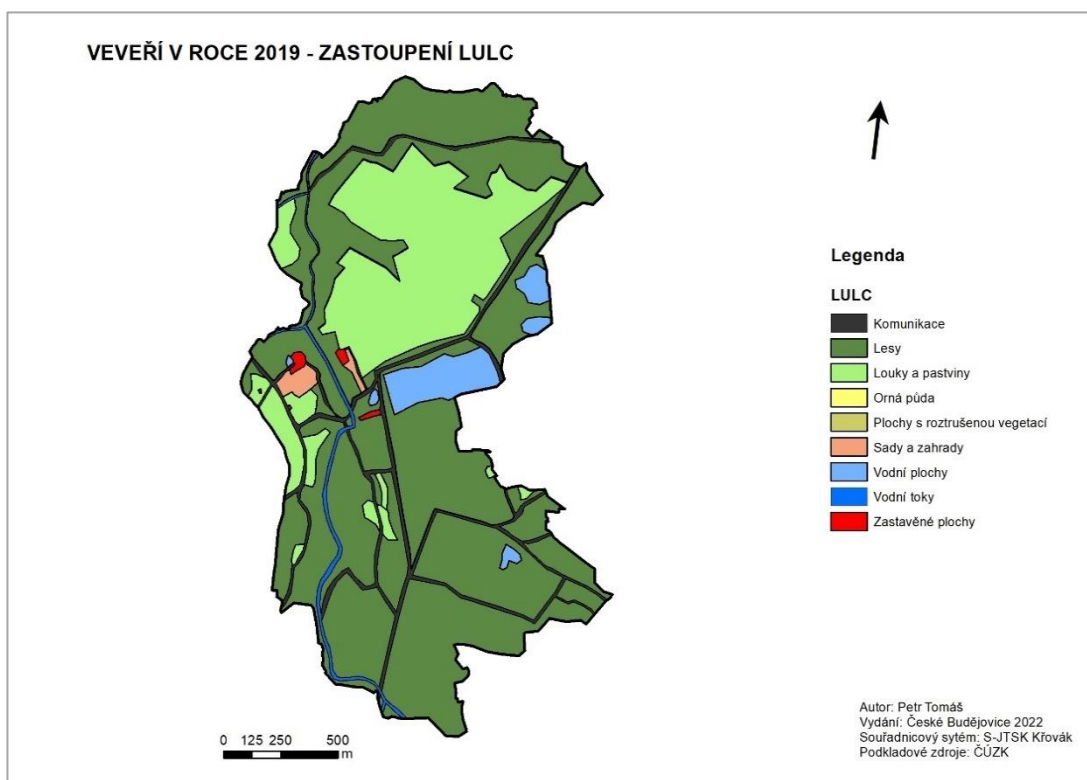 VEVEŘÍ V ROCE 2019 - ZASTOUPENÍ LULC
Legenda
LULC
Komunikace
Lesy
Louky a pastviny
Orná půda
Plochy s roztrušenou vegetací
Sady a zahrady
Vodní plochy
Vodní toky
Zastavěné plochy
0 125 250 500
m
Autor: Petr Tomáš
Vydání: České Budějovice 2022
Souřadnicový sytém: S-JTSK Křovák
Podkladové zdroje: ČÚZK